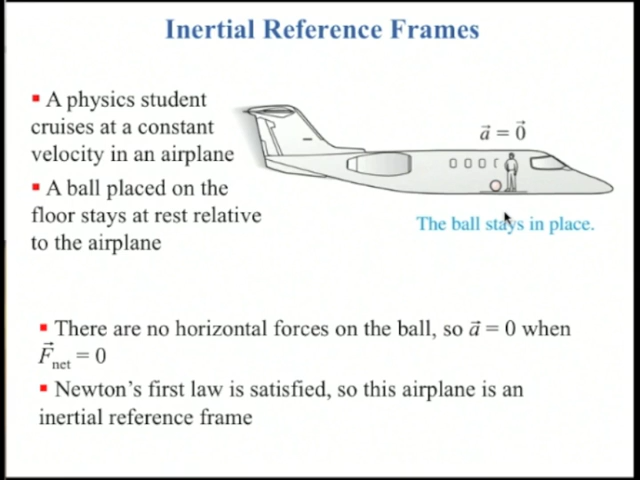 Inertial Reference Frames
▪ A physics student
cruises at a constant
velocity in an airplane
▪ A ball placed on the
floor stays at rest relative
to the airplane
a⃗ = 0⃗
The ball stays in place.
▪ There are no horizontal forces on the ball, so a⃗ = 0 when
F⃗net = 0
▪ Newton’s first law is satisfied, so this airplane is an
inertial reference frame